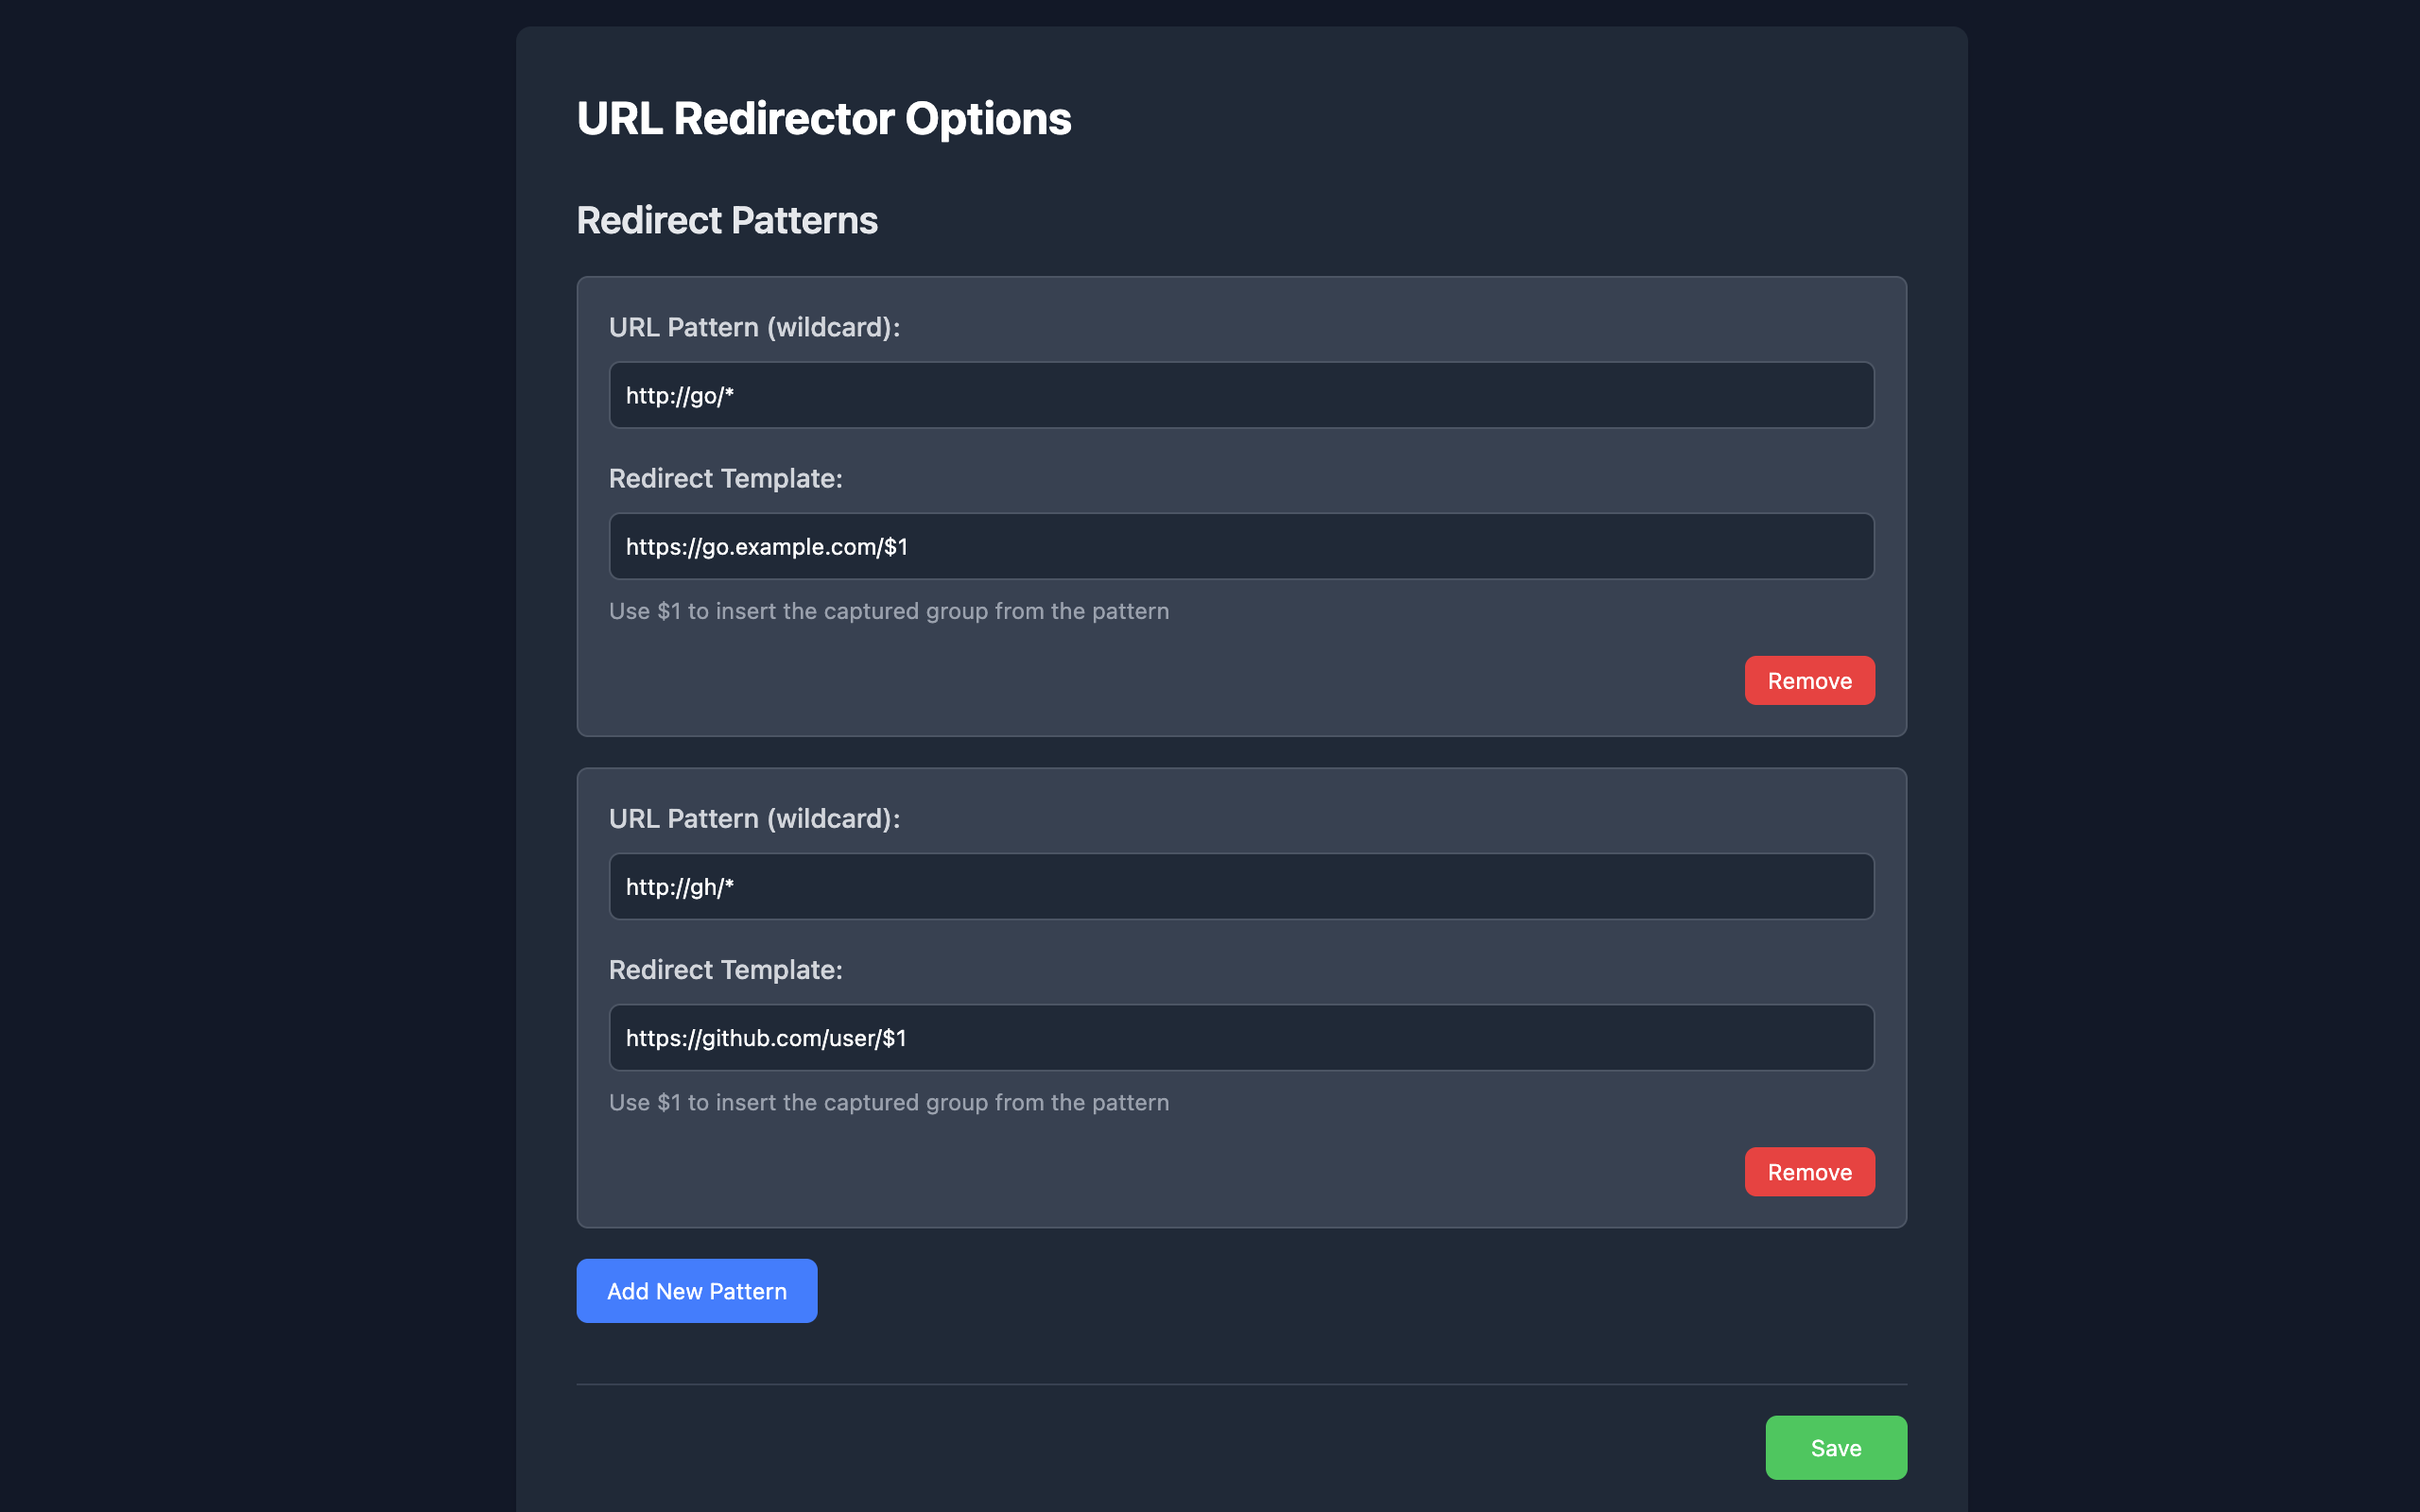 URL Redirector Options
Redirect Patterns
URL Pattern (wildcard):
http://go/*
Redirect Template:
https://go.example.com/$1
Use $1 to insert the captured group from the pattern
Remove
URL Pattern (wildcard):
http://gh/*
Redirect Template:
https://github.com/user/$1
Use $1 to insert the captured group from the pattern
Remove
Add New Pattern
Save